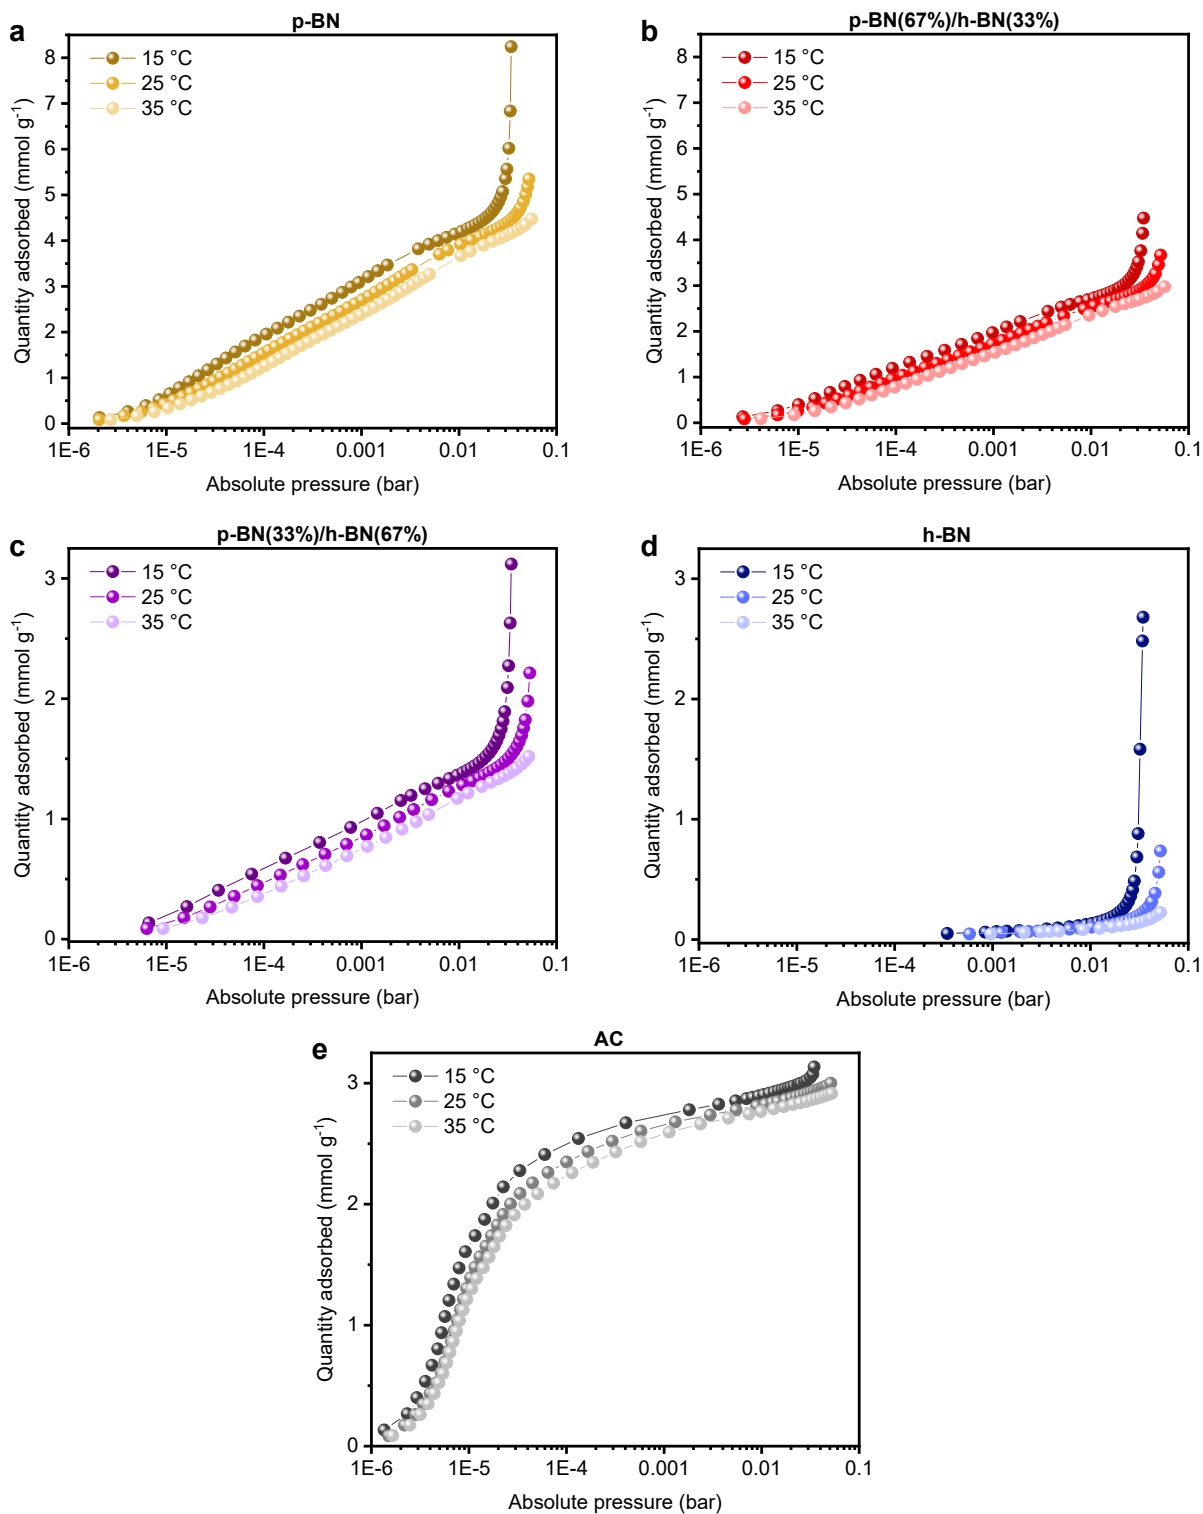 a
p-BN
15 °C
25 °C
35 °C
8
7
6
5
4
3
2
1
0
Quantity adsorbed (mmol g-1)
1E-6 1E-5 1E-4 0.001 0.01 0.1
Absolute pressure (bar)
b
p-BN(67%)/h-BN(33%)
15 °C
25 °C
35 °C
8
7
6
5
4
3
2
1
0
Quantity adsorbed (mmol g-1)
1E-6 1E-5 1E-4 0.001 0.01 0.1
Absolute pressure (bar)
c
p-BN(33%)/h-BN(67%)
15 °C
25 °C
35 °C
3
2
1
0
Quantity adsorbed (mmol g-1)
1E-6 1E-5 1E-4 0.001 0.01 0.1
Absolute pressure (bar)
d
h-BN
15 °C
25 °C
35 °C
3
2
1
0
Quantity adsorbed (mmol g-1)
1E-6 1E-5 1E-4 0.001 0.01 0.1
Absolute pressure (bar)
e
AC
15 °C
25 °C
35 °C
3
2
1
0
Quantity adsorbed (mmol g-1)
1E-6 1E-5 1E-4 0.001 0.01 0.1
Absolute pressure (bar)